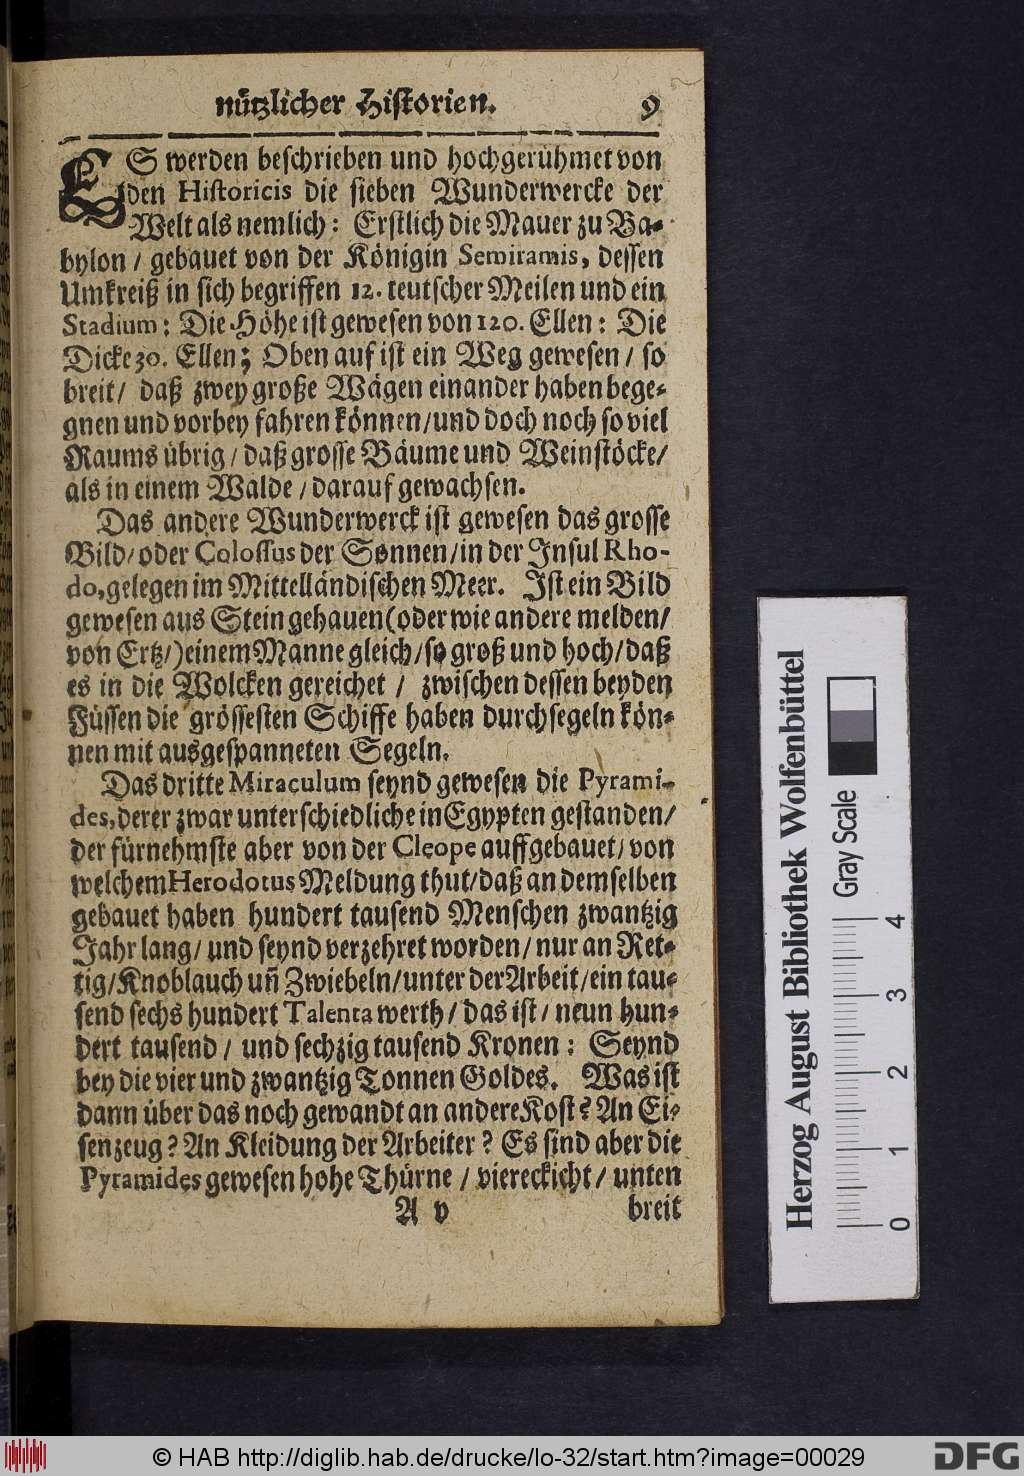 nützlicher Historien. 9
ES werden beschrieben und hochgerühmet von
den Historicis die sieben Wunderwercke der
Welt als nemlich: Erstlich die Mauer zu Ba-
bylon / gebauet von der Königin Semiramis, dessen
Umkreiß in sich begriffen 12. teutscher Meilen und ein
Stadium: Die Höhe ist gewesen von 120. Ellen: Die
Dicke 30. Ellen; Oben auf ist ein Weg gewesen / so
breit / daß zwey große Wägen einander haben bege-
gnen und vorbey fahren können / und doch noch so viel
Raums übrig / daß grosse Bäume und Weinstöcke /
als in einem Walde / darauf gewachsen.
Das andere Wunderwerck ist gewesen das grosse
Bild / oder Colossus der Sonnen / in der Insul Rho-
do, gelegen im Mittelländischen Meer. Ist ein Bild
gewesen aus Stein gehauen (oder wie andere melden /
von Ertz /) einem Manne gleich / so groß und hoch / daß
es in die Wolcken gereichet / zwischen dessen beyden
Füssen die grössesten Schiffe haben durchsegeln kön-
nen mit ausgespanneten Segeln.
Das dritte Miraculum seynd gewesen die Pyrami-
des, derer zwar unterschiedliche in Egypten gestanden /
der fürnehmste aber von der Cleope auffgebauet / von
welchem Herodotus Meldung thut / daß an demselben
gebauet haben hundert tausend Menschen zwantzig
Jahr lang / und seynd verzehret worden / nur an Ret-
tig / Knoblauch uñ Zwiebeln / unter der Arbeit / ein tau-
send sechs hundert Talenta werth / das ist / neun hun-
dert tausend / und sechzig tausend Kronen: Seynd
bey die vier und zwantzig Tonnen Goldes. Was ist
dann über das noch gewandt an andere Kost? An Ei-
senzeug? An Kleidung der Arbeiter? Es sind aber die
Pyramides gewesen hohe Thürne / viereckicht / unten
A v breit
Herzog August Bibliothek Wolfenbüttel
Gray Scale
0 1 2 3 4
© HAB http://diglib.hab.de/drucke/lo-32/start.htm?image=00029
DFG